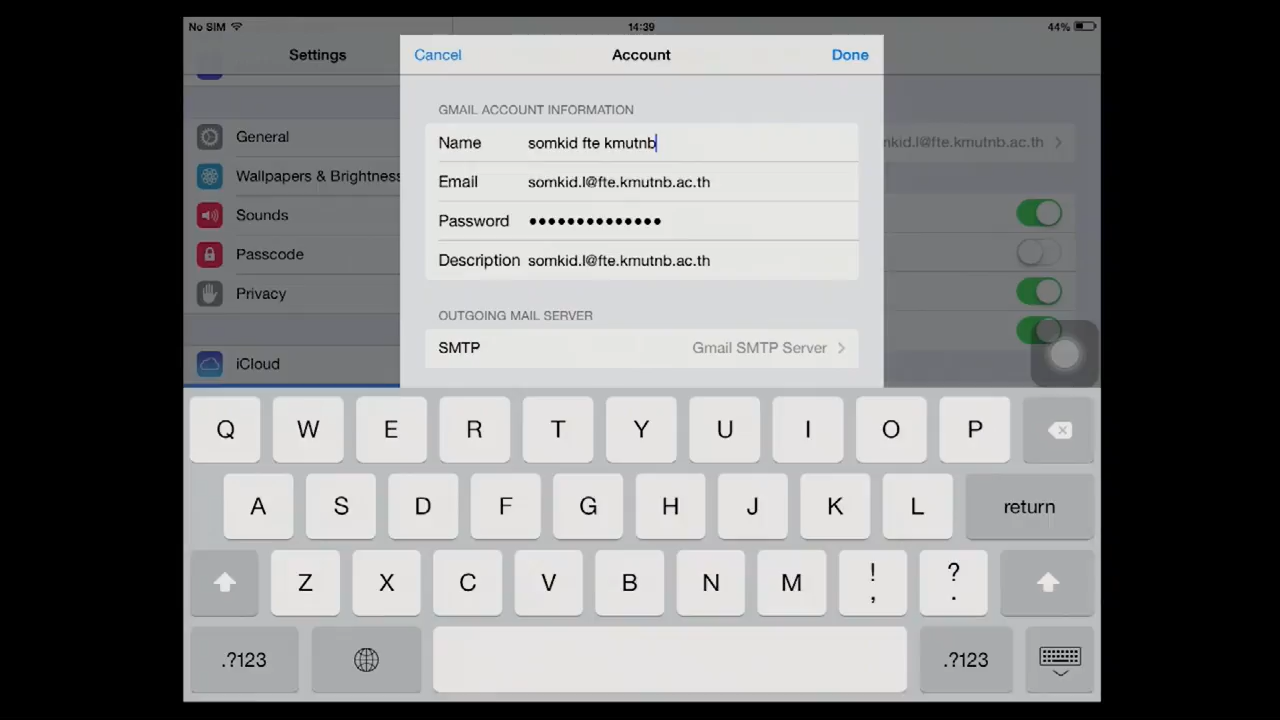 No SIM 14:39 44%
Settings
Cancel Account Done
General
Wallpapers & Brightness
Sounds
Passcode
Privacy
iCloud
GMAIL ACCOUNT INFORMATION
Name somkid fte kmutnb
Email somkid.l@fte.kmutnb.ac.th
Password ••••••••••••••
Description somkid.l@fte.kmutnb.ac.th
OUTGOING MAIL SERVER
SMTP Gmail SMTP Server
nkid.l@fte.kmutnb.ac.th
Q W E R T Y U I O P
A S D F G H J K L return
Z X C V B N M ! , ? .
.?123 .?123